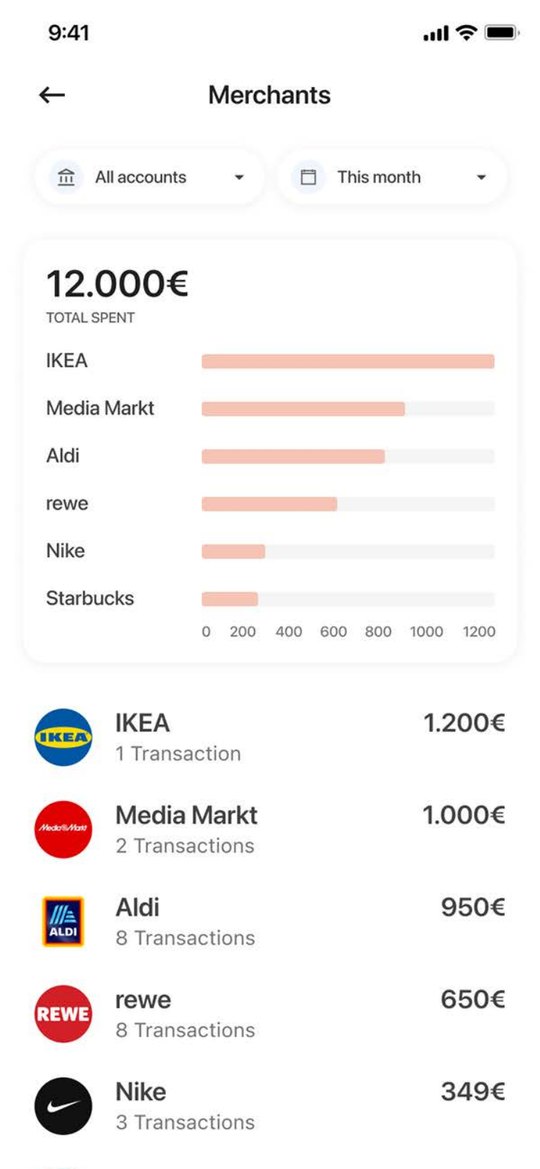 9:41
Merchants
All accounts
This month
12.000€
TOTAL SPENT
IKEA
Media Markt
Aldi
rewe
Nike
Starbucks
0 200 400 600 800 1000 1200
IKEA
IKEA 1.200€
1 Transaction
MediaMarkt
Media Markt 1.000€
2 Transactions
ALDI
Aldi 950€
8 Transactions
REWE
rewe 650€
8 Transactions
Nike 349€
3 Transactions